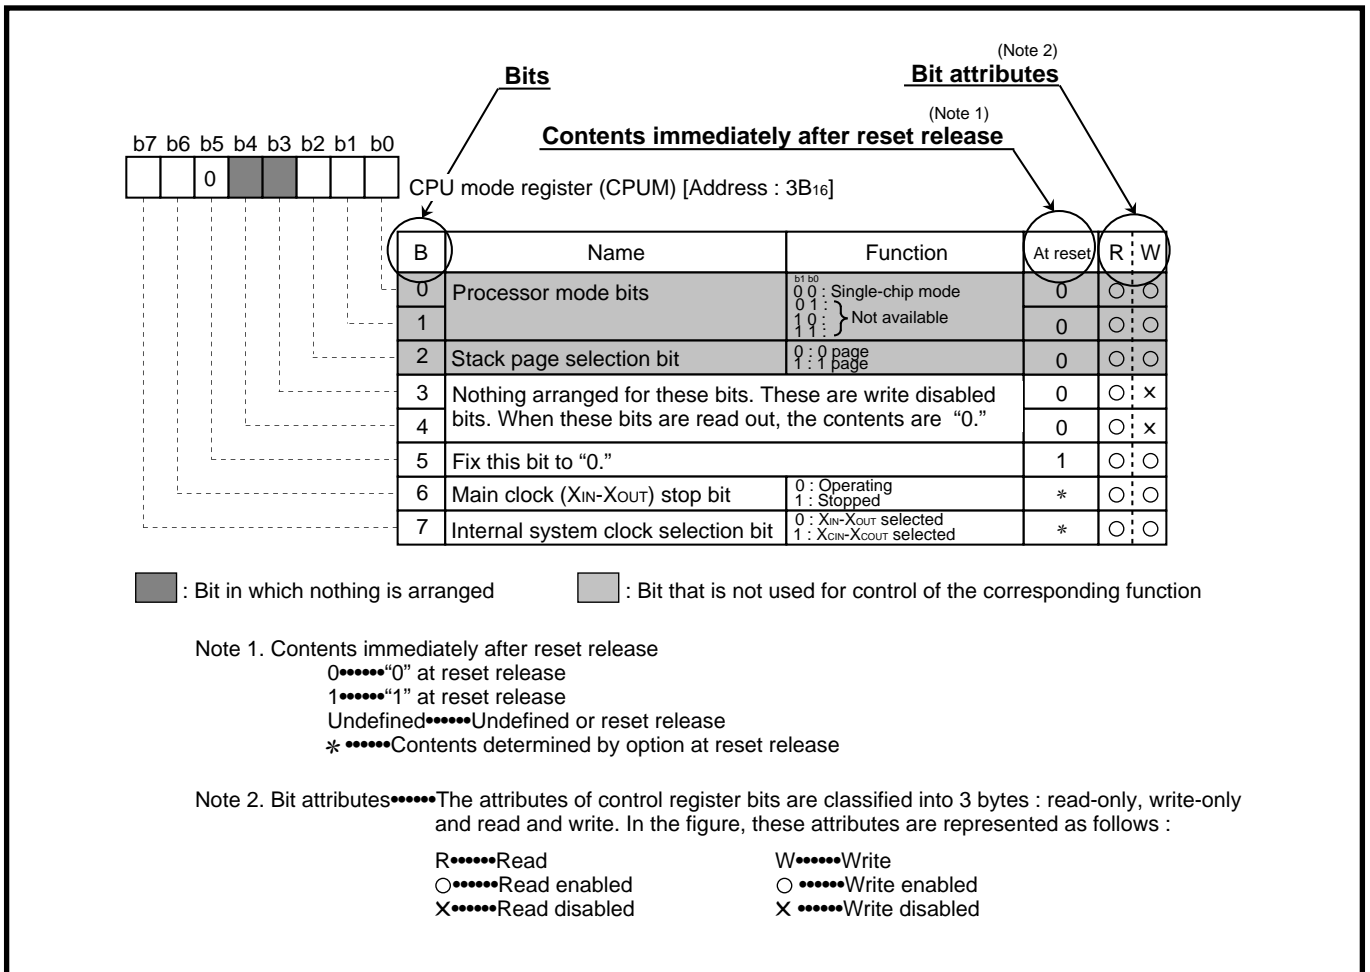 (Note 2)
Bits
Bit attributes
(Note 1)
Contents immediately after reset release
b7 b6 b5 b4 b3 b2 b1 b0
0
CPU mode register (CPUM) [Address : 3B16]
B Name Function At reset R W
0 Processor mode bits b1 b0 0 ○ ○
0 0 : Single-chip mode
0 1 :
1 1 0 : Not available 0 ○ ○
1 1 :
2 Stack page selection bit 0 : 0 page 0 ○ ○
1 : 1 page
3 Nothing arranged for these bits. These are write disabled 0 ○ ×
4 bits. When these bits are read out, the contents are “0.” 0 ○ ×
5 Fix this bit to “0.” 1 ○ ○
6 Main clock (XIN-XOUT) stop bit 0 : Operating * ○ ○
1 : Stopped
7 Internal system clock selection bit 0 : XIN-XOUT selected * ○ ○
1 : XCIN-XCOUT selected
: Bit in which nothing is arranged : Bit that is not used for control of the corresponding function
Note 1. Contents immediately after reset release
0••••••“0” at reset release
1••••••“1” at reset release
Undefined••••••Undefined or reset release
* ••••••Contents determined by option at reset release
Note 2. Bit attributes••••••The attributes of control register bits are classified into 3 bytes : read-only, write-only
and read and write. In the figure, these attributes are represented as follows :
R••••••Read W••••••Write
○••••••Read enabled ○ ••••••Write enabled
×••••••Read disabled × ••••••Write disabled